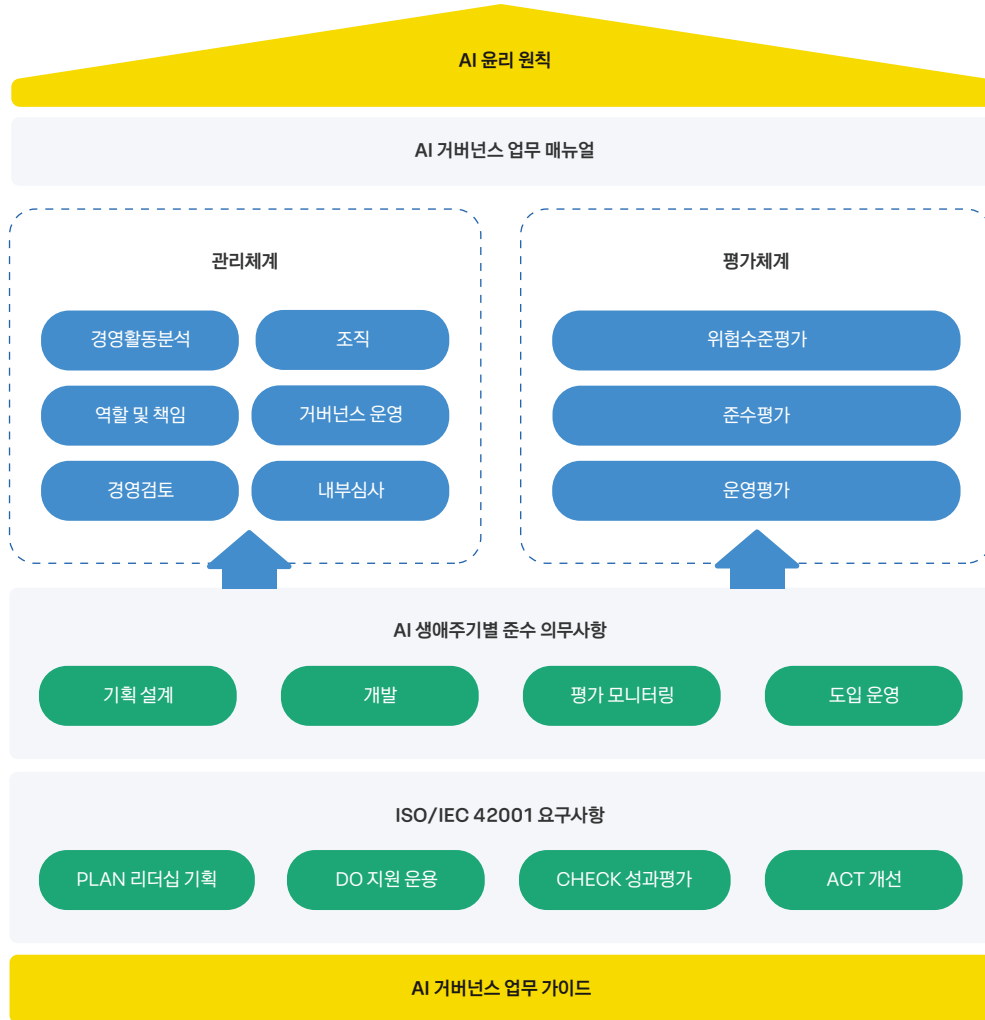 AI 윤리 원칙
AI 거버넌스 업무 매뉴얼
관리체계
경영활동분석
조직
역할 및 책임
거버넌스 운영
경영검토
내부심사
평가체계
위험수준평가
준수평가
운영평가
AI 생애주기별 준수 의무사항
기획 설계
개발
평가 모니터링
도입 운영
ISO/IEC 42001 요구사항
PLAN 리더십 기획
DO 지원 운용
CHECK 성과평가
ACT 개선
AI 거버넌스 업무 가이드